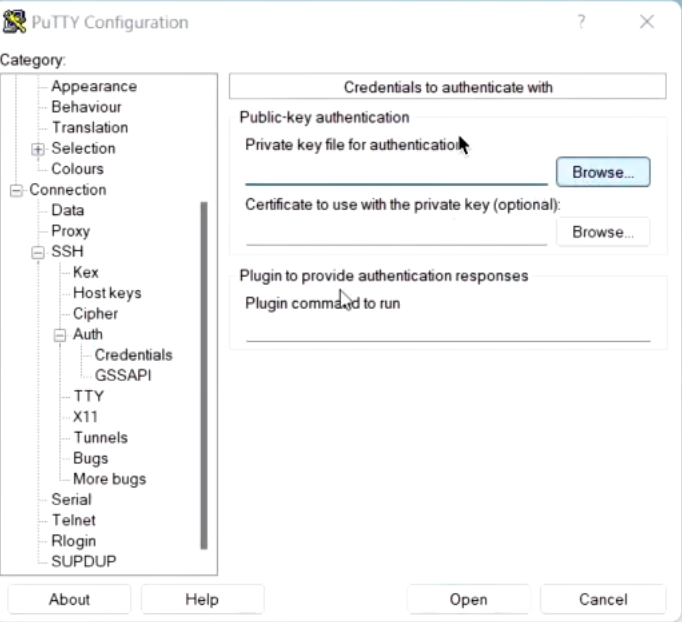 PuTTY Configuration
?
Category:
Appearance
Behaviour
Translation
Selection
Colours
Connection
Data
Proxy
SSH
Kex
Host keys
Cipher
Auth
Credentials
GSSAPI
TTY
X11
Tunnels
Bugs
More bugs
Serial
Telnet
Rlogin
SUPDUP
Credentials to authenticate with
Public-key authentication
Private key file for authentication
Browse...
Certificate to use with the private key (optional):
Browse...
Plugin to provide authentication responses
Plugin command to run
About
Help
Open
Cancel